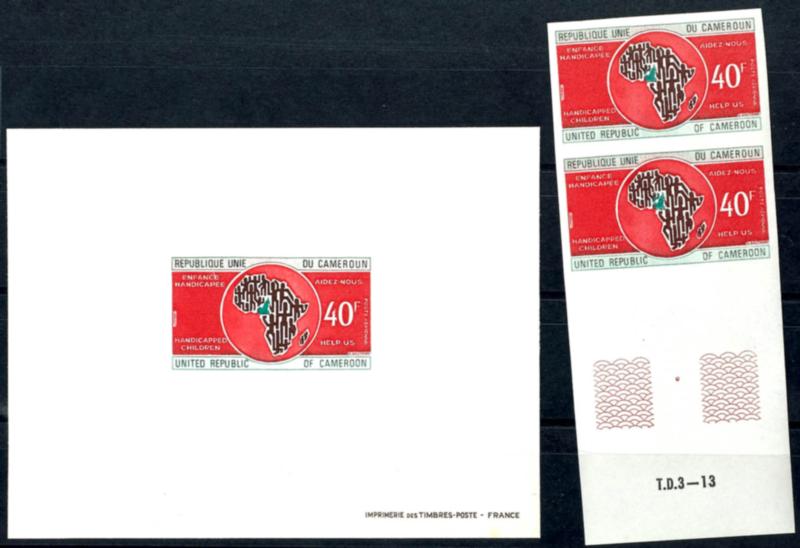 REPUBLIQUE UNIE DU CAMEROUN
ENFANCE HANDICAPEE
AIDEZ-NOUS
40F
HANDICAPPED CHILDREN
HELP US
UNITED REPUBLIC OF CAMEROON
REPUBLIQUE UNIE DU CAMEROUN
ENFANCE HANDICAPEE
AIDEZ-NOUS
40F
HANDICAPPED CHILDREN
HELP US
UNITED REPUBLIC OF CAMEROON
T.D.3—13
REPUBLIQUE UNIE DU CAMEROUN
ENFANCE HANDICAPEE
AIDEZ-NOUS
40F
POSTE AERIENNE
HANDICAPPED CHILDREN
HELP US
UNITED REPUBLIC OF CAMEROON
IMPRIMERIE DES TIMBRES-POSTE - FRANCE